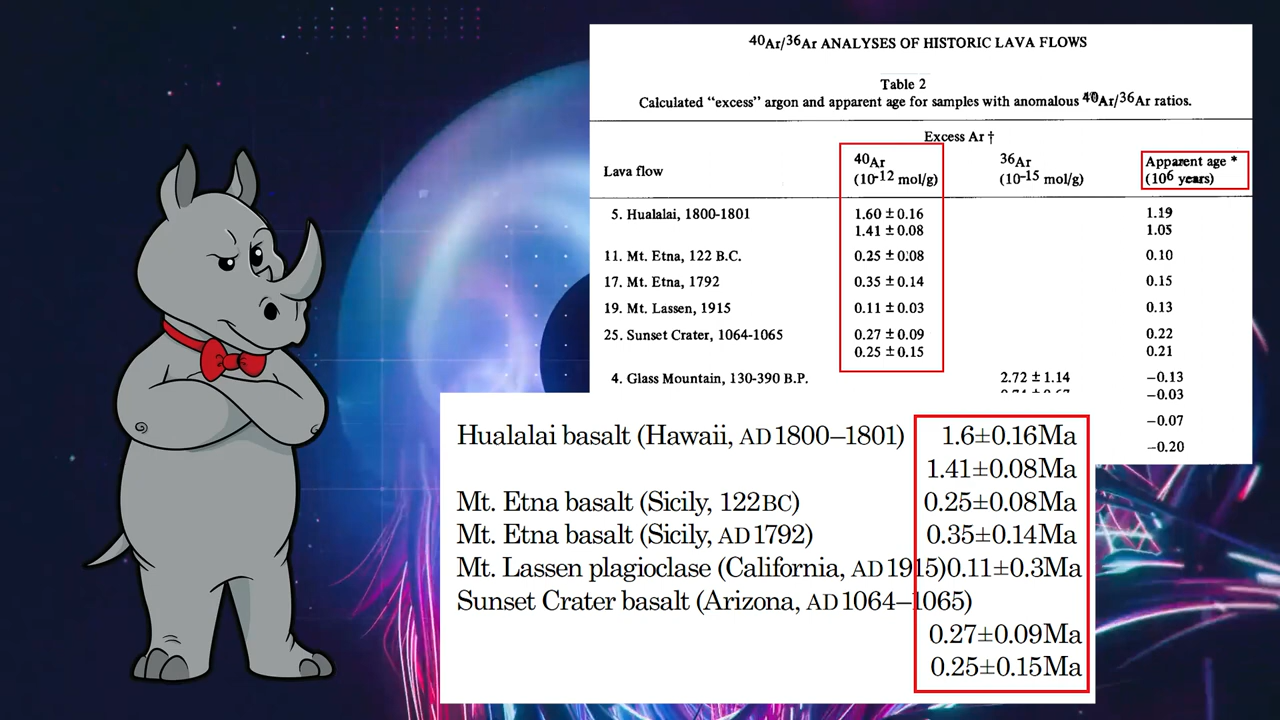 ⁴⁰Ar/³⁶Ar ANALYSES OF HISTORIC LAVA FLOWS
Table 2
Calculated “excess” argon and apparent age for samples with anomalous ⁴⁰Ar/³⁶Ar ratios.
Excess Ar †
Lava flow ⁴⁰Ar (10⁻¹² mol/g) ³⁶Ar (10⁻¹⁵ mol/g) Apparent age * (10⁶ years)
5. Hualalai, 1800-1801 1.60 ± 0.16 1.19
1.41 ± 0.08 1.05
11. Mt. Etna, 122 B.C. 0.25 ± 0.08 0.10
17. Mt. Etna, 1792 0.35 ± 0.14 0.15
19. Mt. Lassen, 1915 0.11 ± 0.03 0.13
25. Sunset Crater, 1064-1065 0.27 ± 0.09 0.22
0.25 ± 0.15 0.21
4. Glass Mountain, 130-390 B.P. 2.72 ± 1.14 −0.13
−0.03
−0.07
−0.20
Hualalai basalt (Hawaii, AD 1800–1801) 1.6±0.16Ma
1.41±0.08Ma
Mt. Etna basalt (Sicily, 122BC) 0.25±0.08Ma
Mt. Etna basalt (Sicily, AD 1792) 0.35±0.14Ma
Mt. Lassen plagioclase (California, AD 1915)0.11±0.3Ma
Sunset Crater basalt (Arizona, AD 1064–1065)
0.27±0.09Ma
0.25±0.15Ma